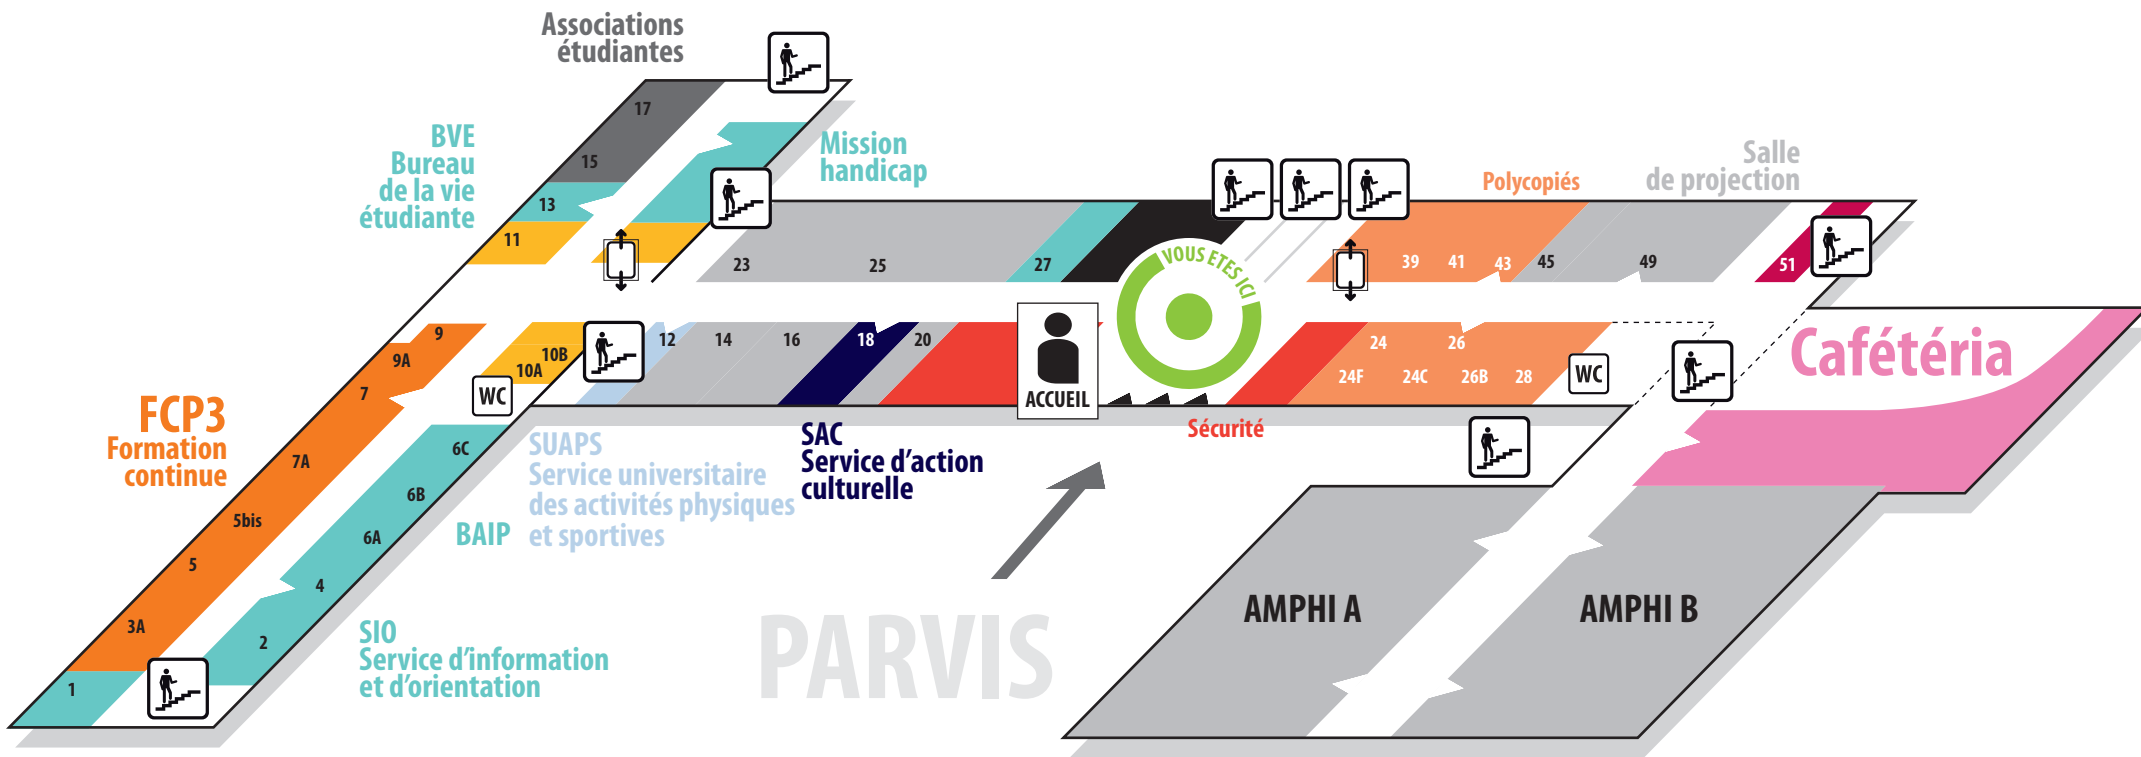 Associations
étudiantes
17
BVE
Bureau
de la vie
étudiante
15
13
11
Mission
handicap
Polycopiés
Salle
de projection
VOUS ETES ICI
23
25
27
39
41
43
45
49
51
9
9A
7
10B
10A
WC
12
14
16
18
20
ACCUEIL
24
26
24F
24C
26B
28
WC
Cafétéria
FCP3
Formation
continue
7A
5bis
5
3A
1
6C
6B
6A
4
2
BAIP
SUAPS
Service universitaire
des activités physiques
et sportives
SAC
Service d'action
culturelle
Sécurité
SIO
Service d'information
et d'orientation
PARVIS
AMPHI A
AMPHI B